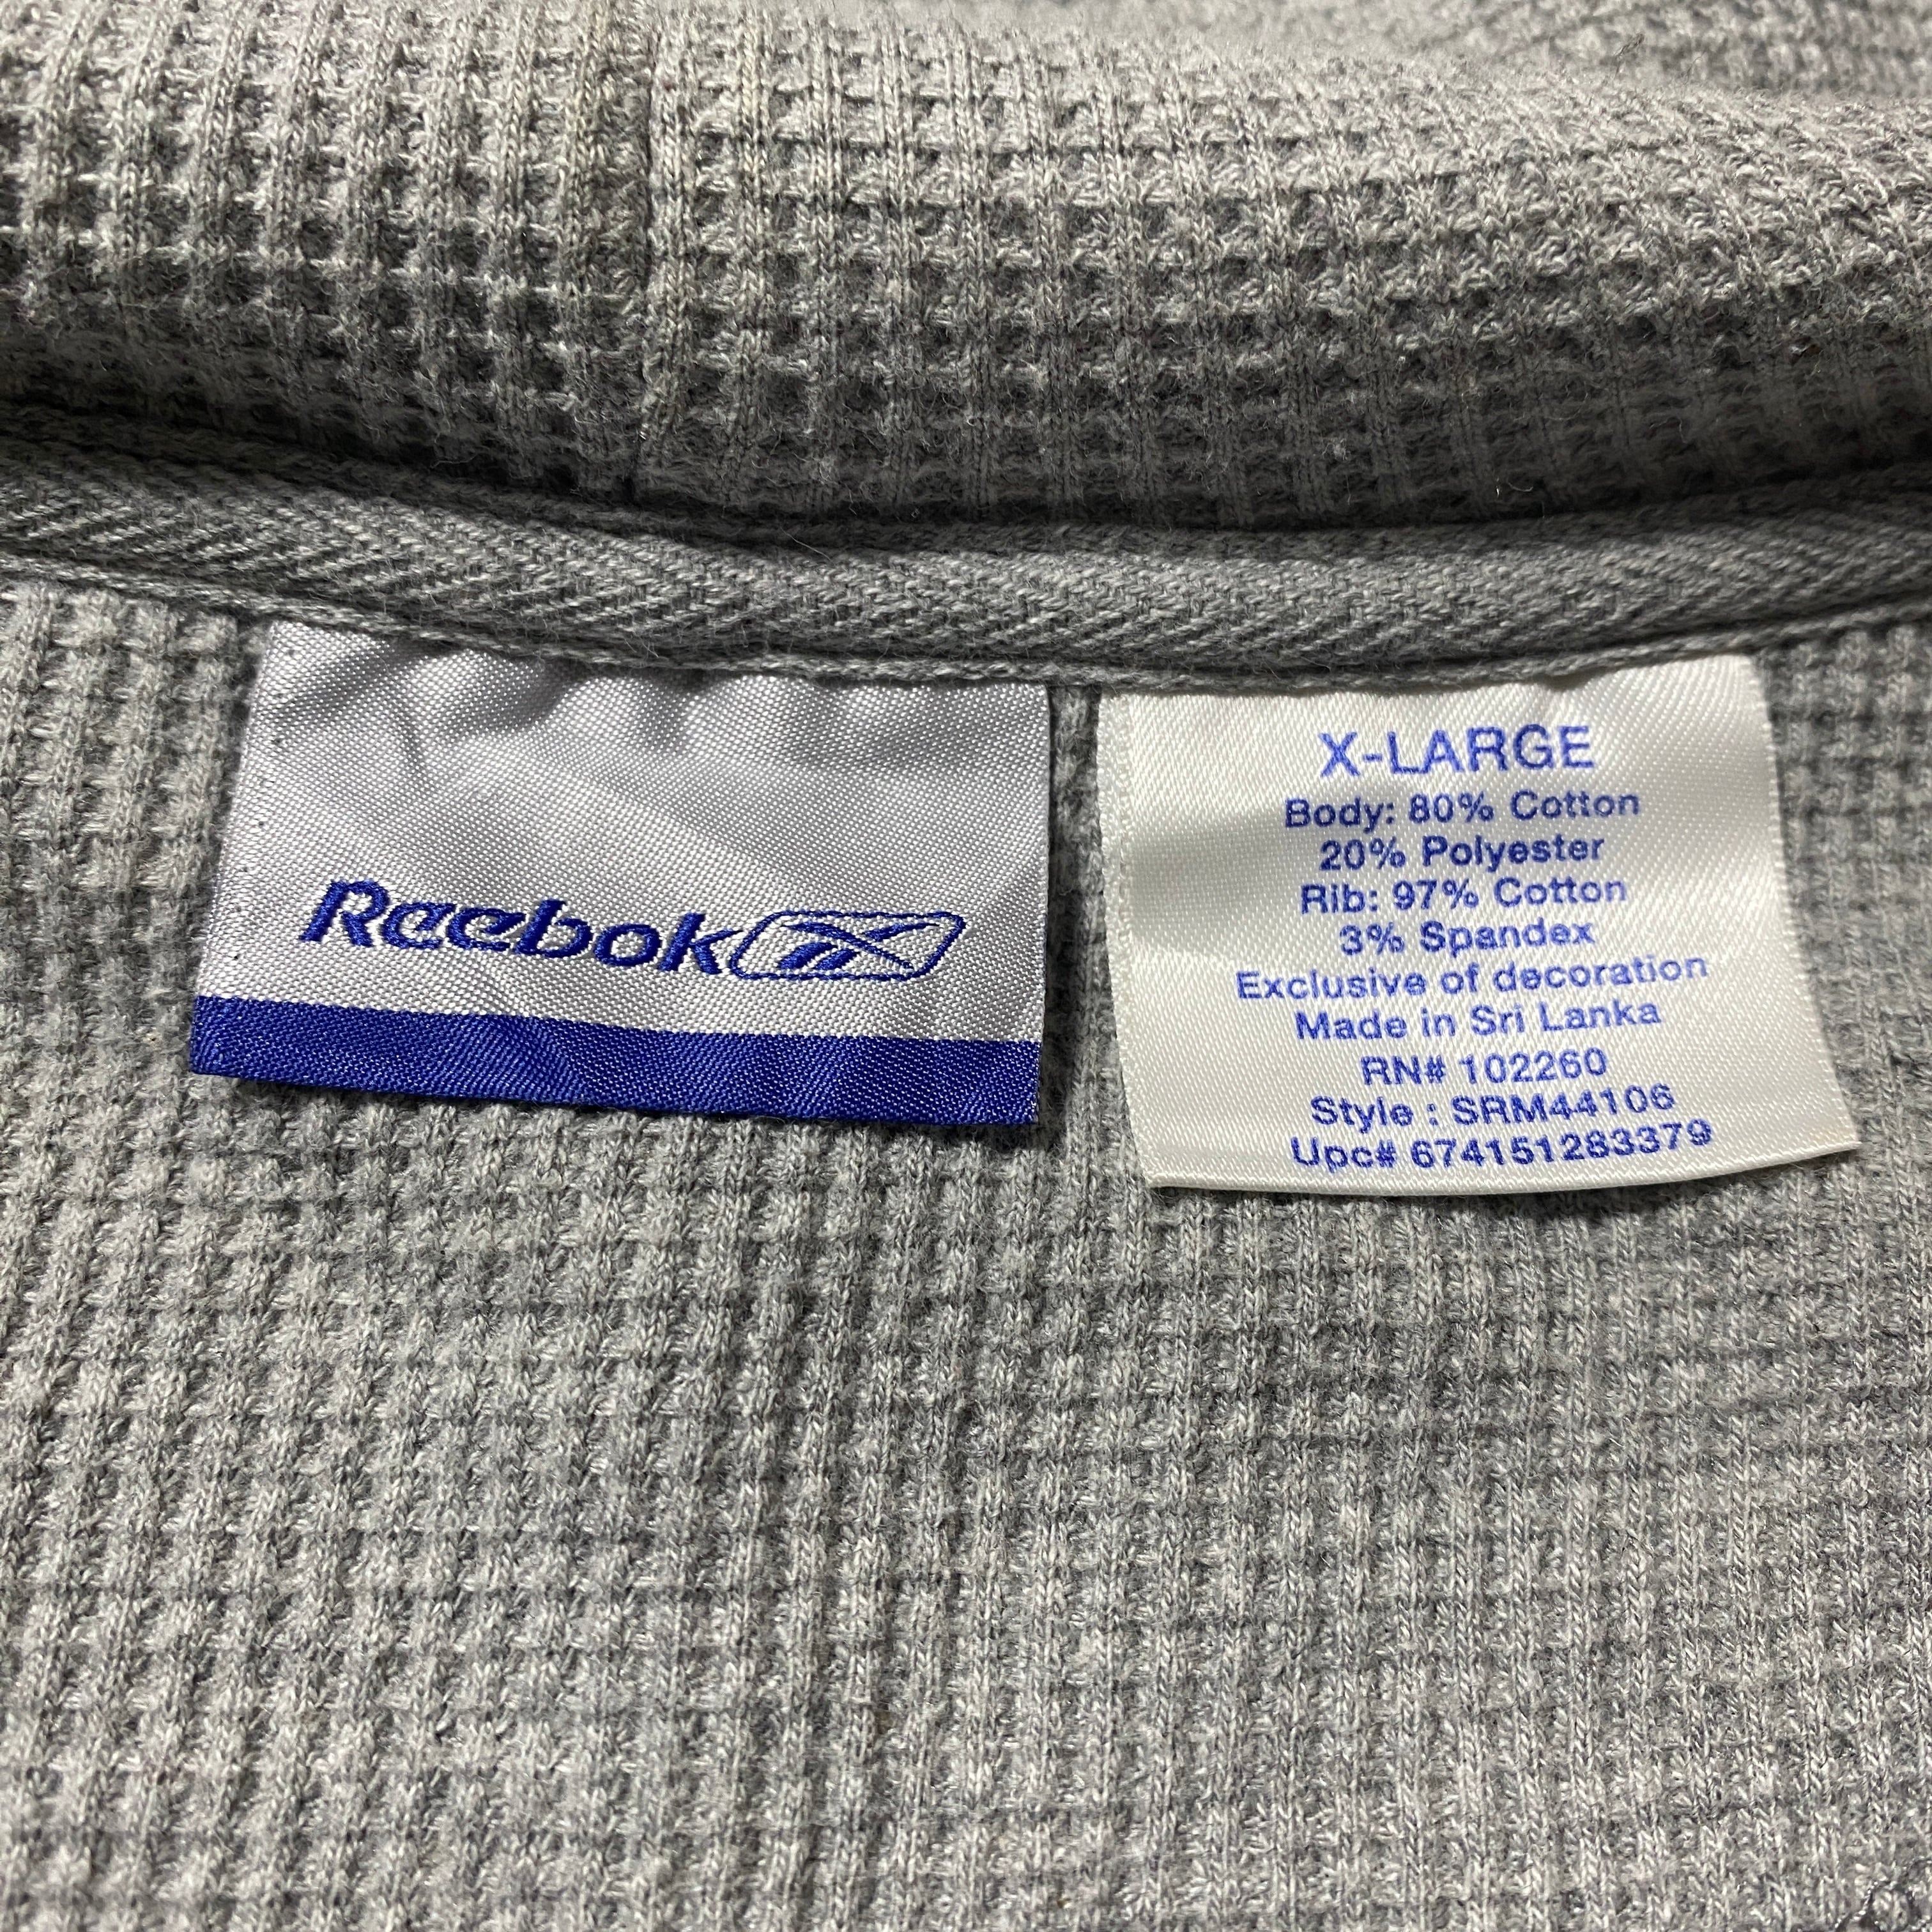 Reebok
X-LARGE
Body: 80% Cotton
20% Polyester
Rib: 97% Cotton
3% Spandex
Exclusive of decoration
Made in Sri Lanka
RN# 102260
Style : SRM44106
Upc# 674151283379